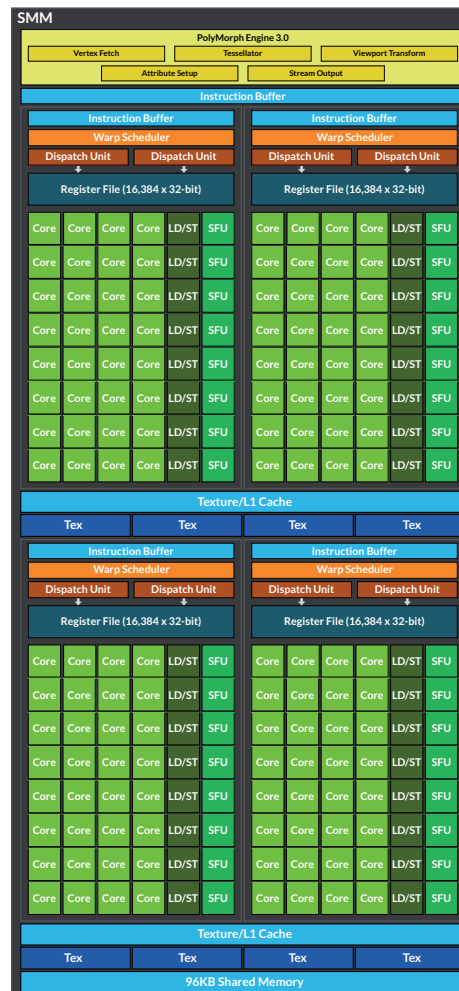 SMM
PolyMorph Engine 3.0
Vertex Fetch Tessellator Viewport Transform
Attribute Setup Stream Output
Instruction Buffer
Instruction Buffer Instruction Buffer
Warp Scheduler Warp Scheduler
Dispatch Unit Dispatch Unit Dispatch Unit Dispatch Unit
Register File (16,384 x 32-bit) Register File (16,384 x 32-bit)
Core Core Core Core LD/ST SFU Core Core Core Core LD/ST SFU
Core Core Core Core LD/ST SFU Core Core Core Core LD/ST SFU
Core Core Core Core LD/ST SFU Core Core Core Core LD/ST SFU
Core Core Core Core LD/ST SFU Core Core Core Core LD/ST SFU
Core Core Core Core LD/ST SFU Core Core Core Core LD/ST SFU
Core Core Core Core LD/ST SFU Core Core Core Core LD/ST SFU
Core Core Core Core LD/ST SFU Core Core Core Core LD/ST SFU
Core Core Core Core LD/ST SFU Core Core Core Core LD/ST SFU
Texture/L1 Cache
Tex Tex Tex Tex
Instruction Buffer Instruction Buffer
Warp Scheduler Warp Scheduler
Dispatch Unit Dispatch Unit Dispatch Unit Dispatch Unit
Register File (16,384 x 32-bit) Register File (16,384 x 32-bit)
Core Core Core Core LD/ST SFU Core Core Core Core LD/ST SFU
Core Core Core Core LD/ST SFU Core Core Core Core LD/ST SFU
Core Core Core Core LD/ST SFU Core Core Core Core LD/ST SFU
Core Core Core Core LD/ST SFU Core Core Core Core LD/ST SFU
Core Core Core Core LD/ST SFU Core Core Core Core LD/ST SFU
Core Core Core Core LD/ST SFU Core Core Core Core LD/ST SFU
Core Core Core Core LD/ST SFU Core Core Core Core LD/ST SFU
Core Core Core Core LD/ST SFU Core Core Core Core LD/ST SFU
Texture/L1 Cache
Tex Tex Tex Tex
96KB Shared Memory